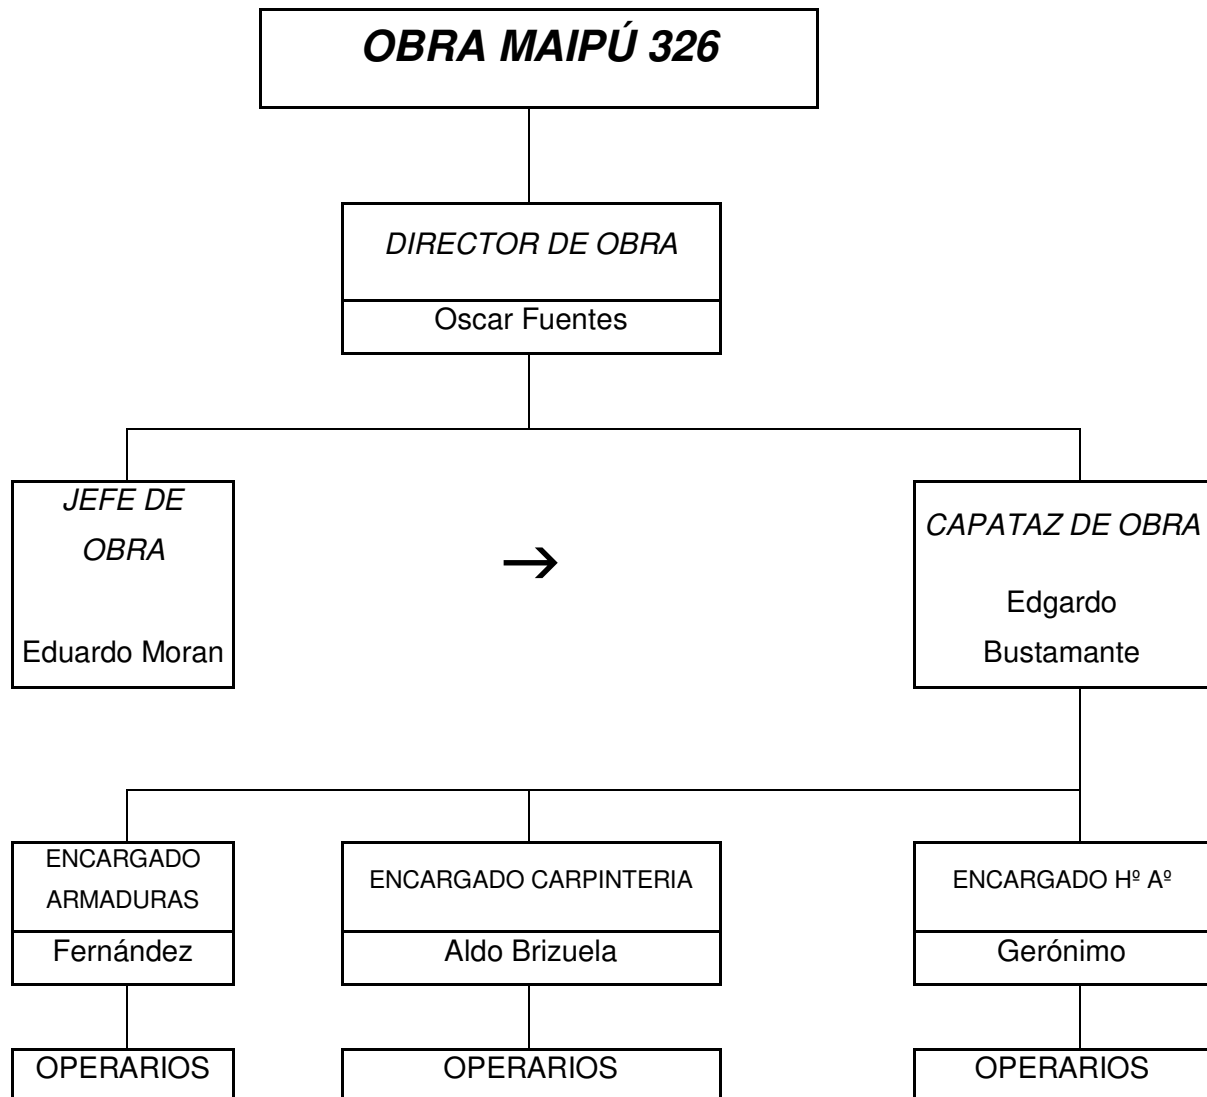 OBRA MAIPÚ 326
DIRECTOR DE OBRA
Oscar Fuentes
JEFE DE
OBRA
Eduardo Moran
→
CAPATAZ DE OBRA
Edgardo
Bustamante
ENCARGADO
ARMADURAS
Fernández
ENCARGADO CARPINTERIA
Aldo Brizuela
ENCARGADO Hº Aº
Gerónimo
OPERARIOS
OPERARIOS
OPERARIOS